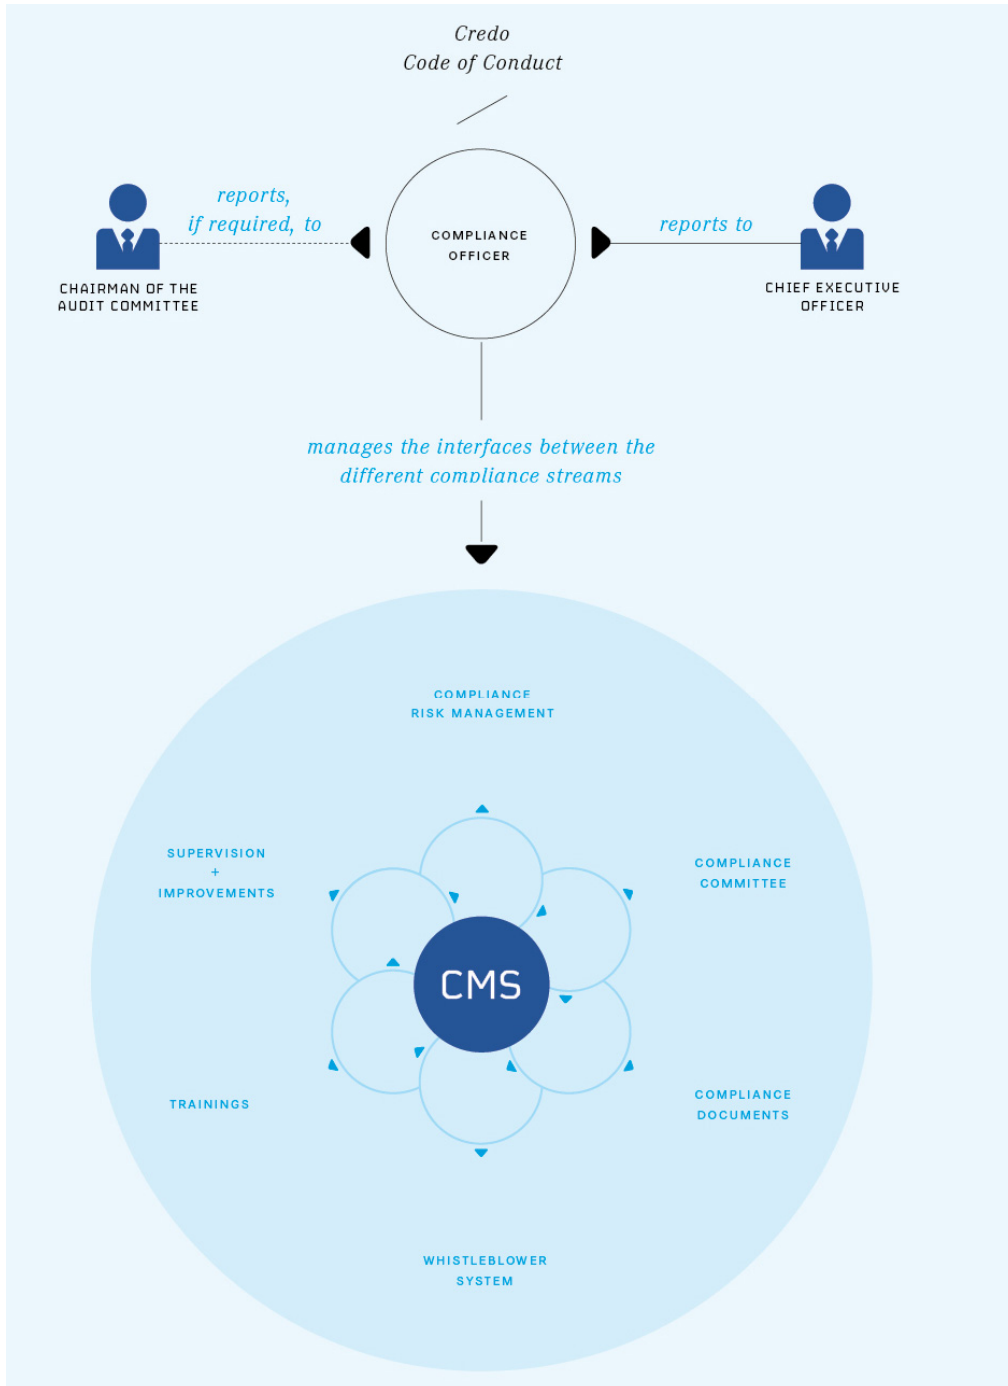 Credo
Code of Conduct
reports,
if required, to
COMPLIANCE
OFFICER
reports to
CHAIRMAN OF THE
AUDIT COMMITTEE
CHIEF EXECUTIVE
OFFICER
manages the interfaces between the
different compliance streams
COMPLIANCE
RISK MANAGEMENT
SUPERVISION
+
IMPROVEMENTS
COMPLIANCE
COMMITTEE
CMS
TRAININGS
COMPLIANCE
DOCUMENTS
WHISTLEBLOWER
SYSTEM